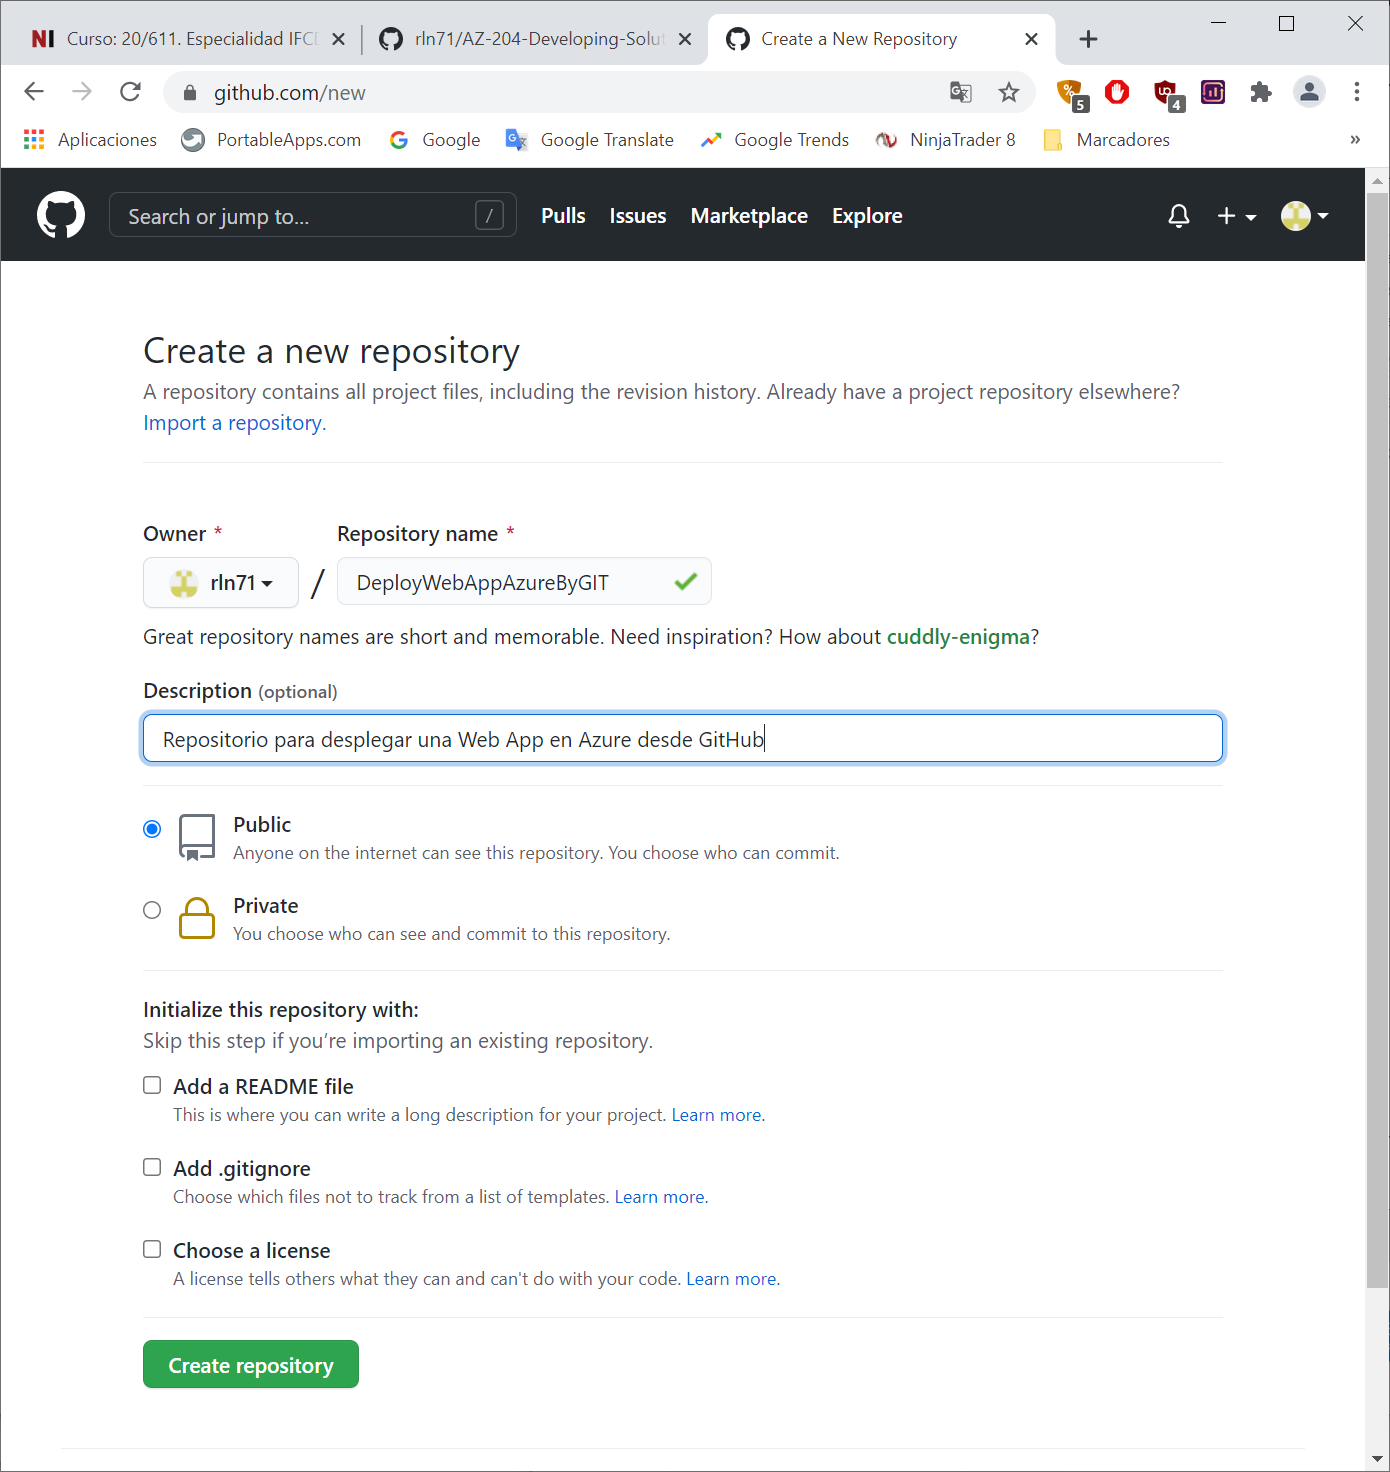 NI Curso: 20/611. Especialidad IFCD
rln71/AZ-204-Developing-Solut
Create a New Repository
github.com/new
5
4
Aplicaciones PortableApps.com Google Google Translate Google Trends NinjaTrader 8 Marcadores »
Search or jump to... /
Pulls Issues Marketplace Explore
Create a new repository
A repository contains all project files, including the revision history. Already have a project repository elsewhere?
Import a repository.
Owner * Repository name *
rln71 / DeployWebAppAzureByGIT
Great repository names are short and memorable. Need inspiration? How about cuddly-enigma?
Description (optional)
Repositorio para desplegar una Web App en Azure desde GitHub
Public
Anyone on the internet can see this repository. You choose who can commit.
Private
You choose who can see and commit to this repository.
Initialize this repository with:
Skip this step if you’re importing an existing repository.
Add a README file
This is where you can write a long description for your project. Learn more.
Add .gitignore
Choose which files not to track from a list of templates. Learn more.
Choose a license
A license tells others what they can and can't do with your code. Learn more.
Create repository